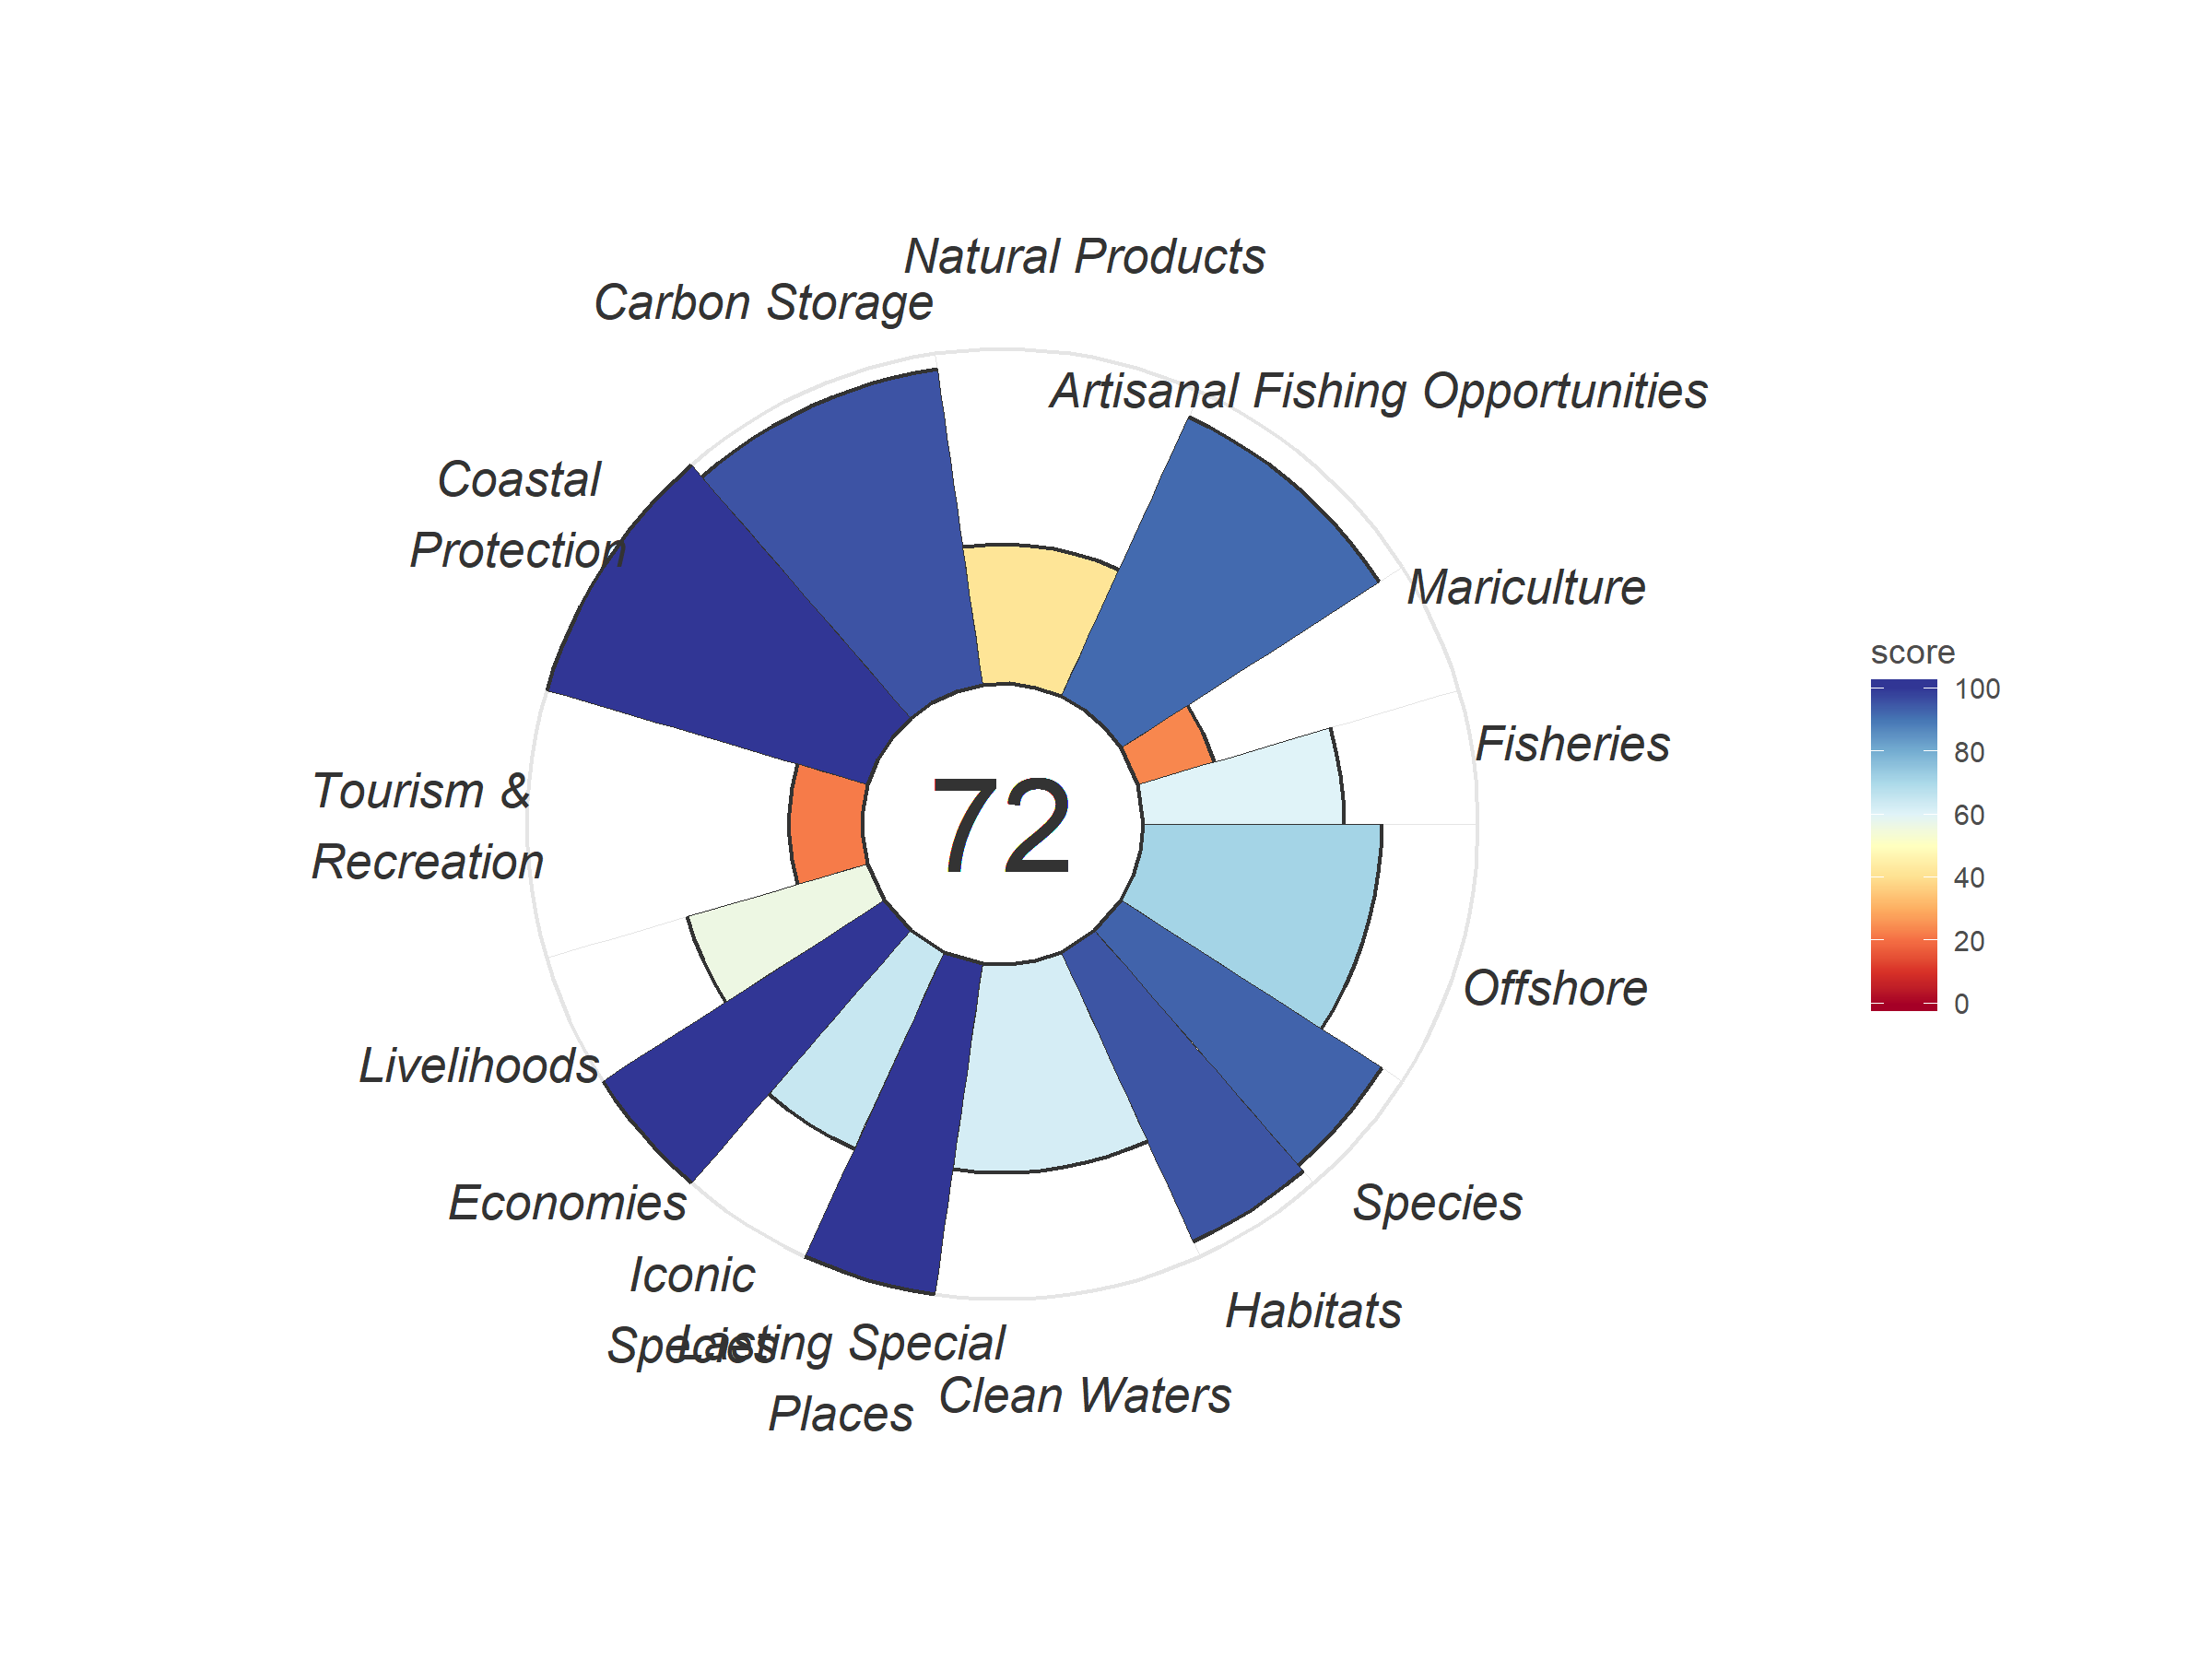 Natural Products
Carbon Storage
Artisanal Fishing Opportunities
Coastal
Protection
Mariculture
score
100
80
60
40
20
0
Fisheries
Tourism &
Recreation
72
Offshore
Livelihoods
Economies
Species
Iconic
Species
Habitats
Lasting Special
Places
Clean Waters